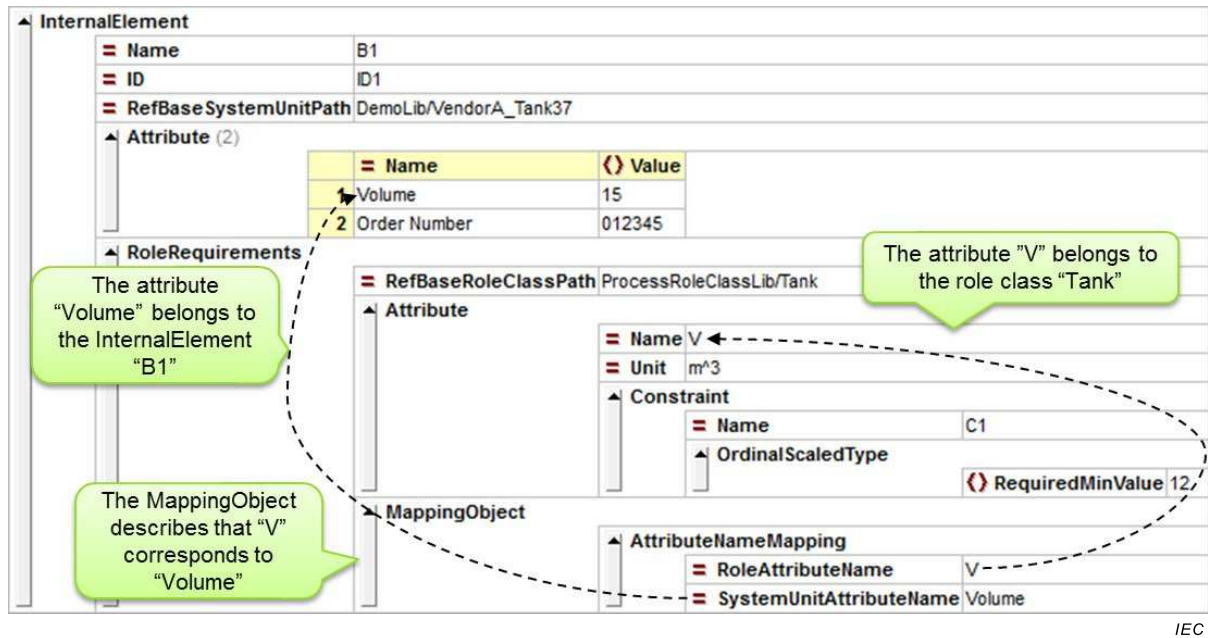 InternalElement
= Name B1
= ID ID1
= RefBaseSystemUnitPath DemoLib/VendorA_Tank37
Attribute (2)
= Name {} Value
1 Volume 15
2 Order Number 012345
RoleRequirements
= RefBaseRoleClassPath ProcessRoleClassLib/Tank
Attribute
= Name V
= Unit m^3
Constraint
= Name C1
OrdinalScaledType
{} RequiredMinValue 12
MappingObject
AttributeNameMapping
= RoleAttributeName V
= SystemUnitAttributeName Volume
The attribute
“Volume” belongs to
the InternalElement
“B1”
The attribute ”V” belongs to
the role class “Tank”
The MappingObject
describes that “V”
corresponds to
“Volume”
IEC